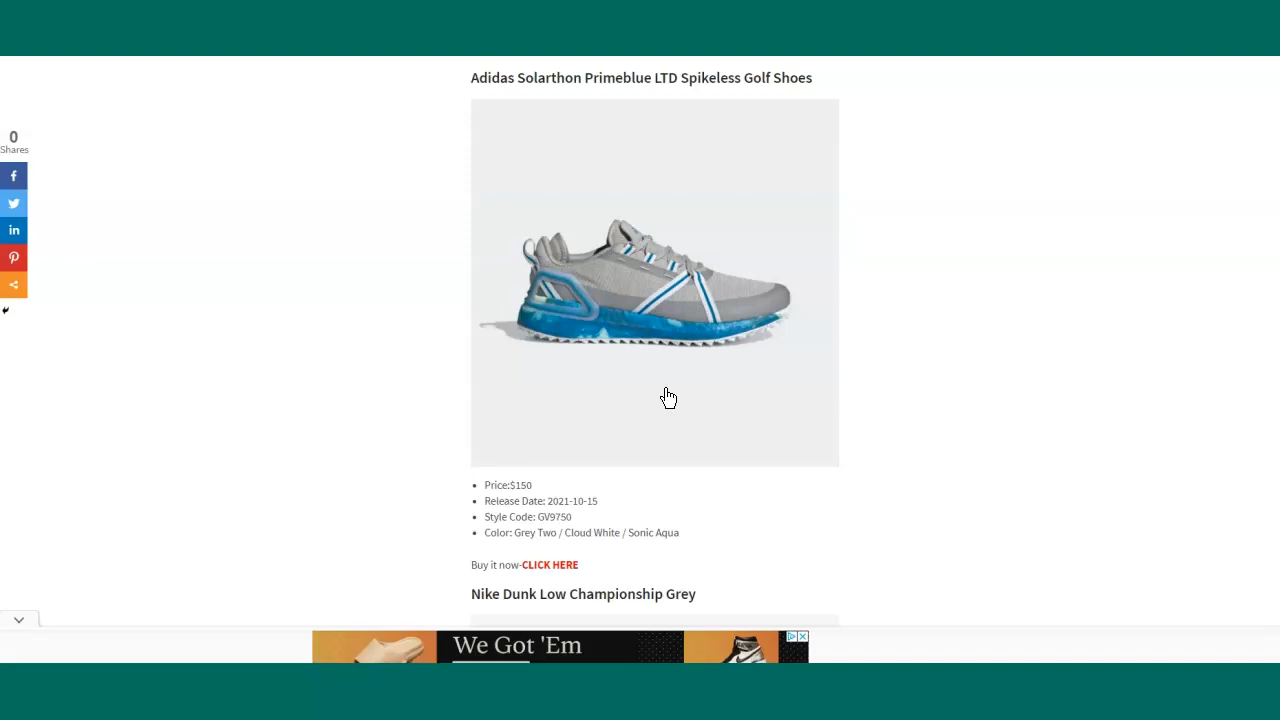 Adidas Solarthon Primeblue LTD Spikeless Golf Shoes
0
Shares
Price:$150
Release Date: 2021-10-15
Style Code: GV9750
Color: Grey Two / Cloud White / Sonic Aqua
Buy it now-CLICK HERE
Nike Dunk Low Championship Grey
We Got 'Em